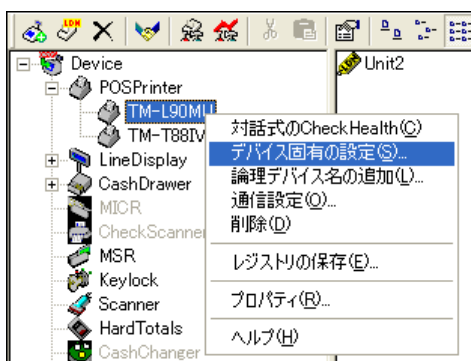 LDN
Device
Unit2
POSPrinter
TM-L90MU
TM-T88IV
LineDisplay
CashDrawer
MICR
CheckScanner
MSR
Keylock
Scanner
HardTotals
CashChanger
対話式のCheckHealth(C)
デバイス固有の設定(S)...
論理デバイス名の追加(L)...
通信設定(O)...
削除(D)
レジストリの保存(E)...
プロパティ(R)...
ヘルプ(H)